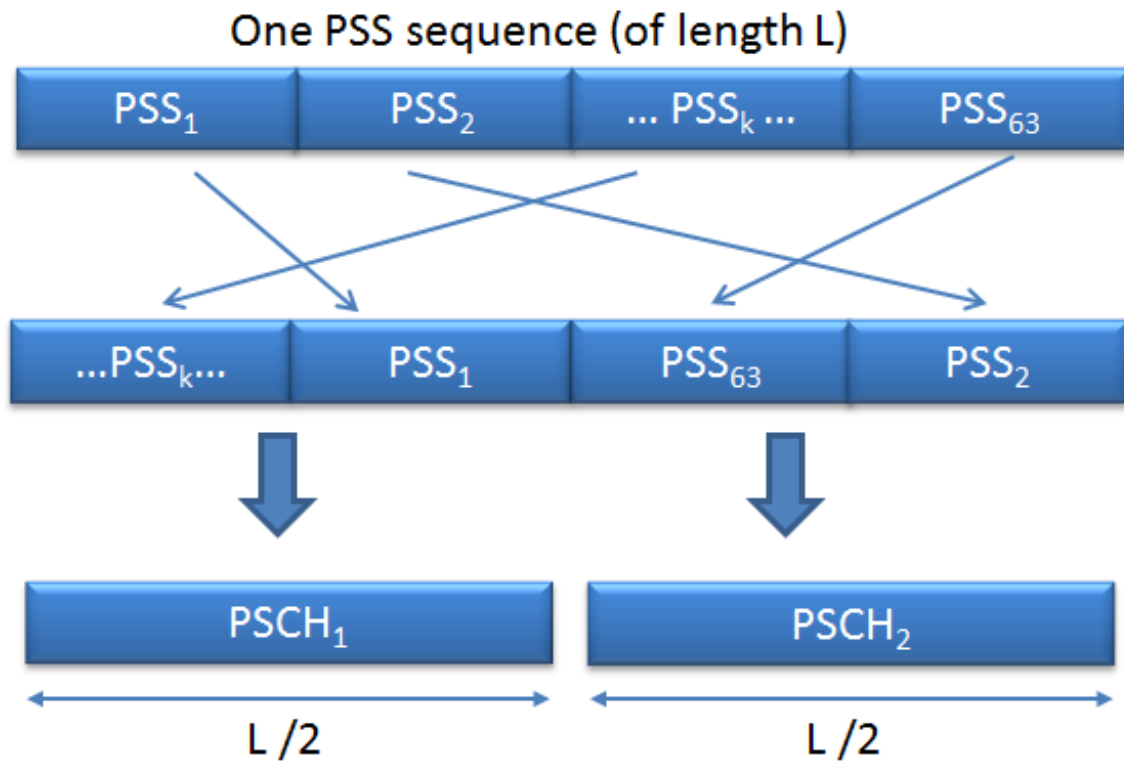 One PSS sequence (of length L)
PSS₁ PSS₂ ... PSSₖ ... PSS₆₃
...PSSₖ... PSS₁ PSS₆₃ PSS₂
PSCH₁ PSCH₂
L /2 L /2